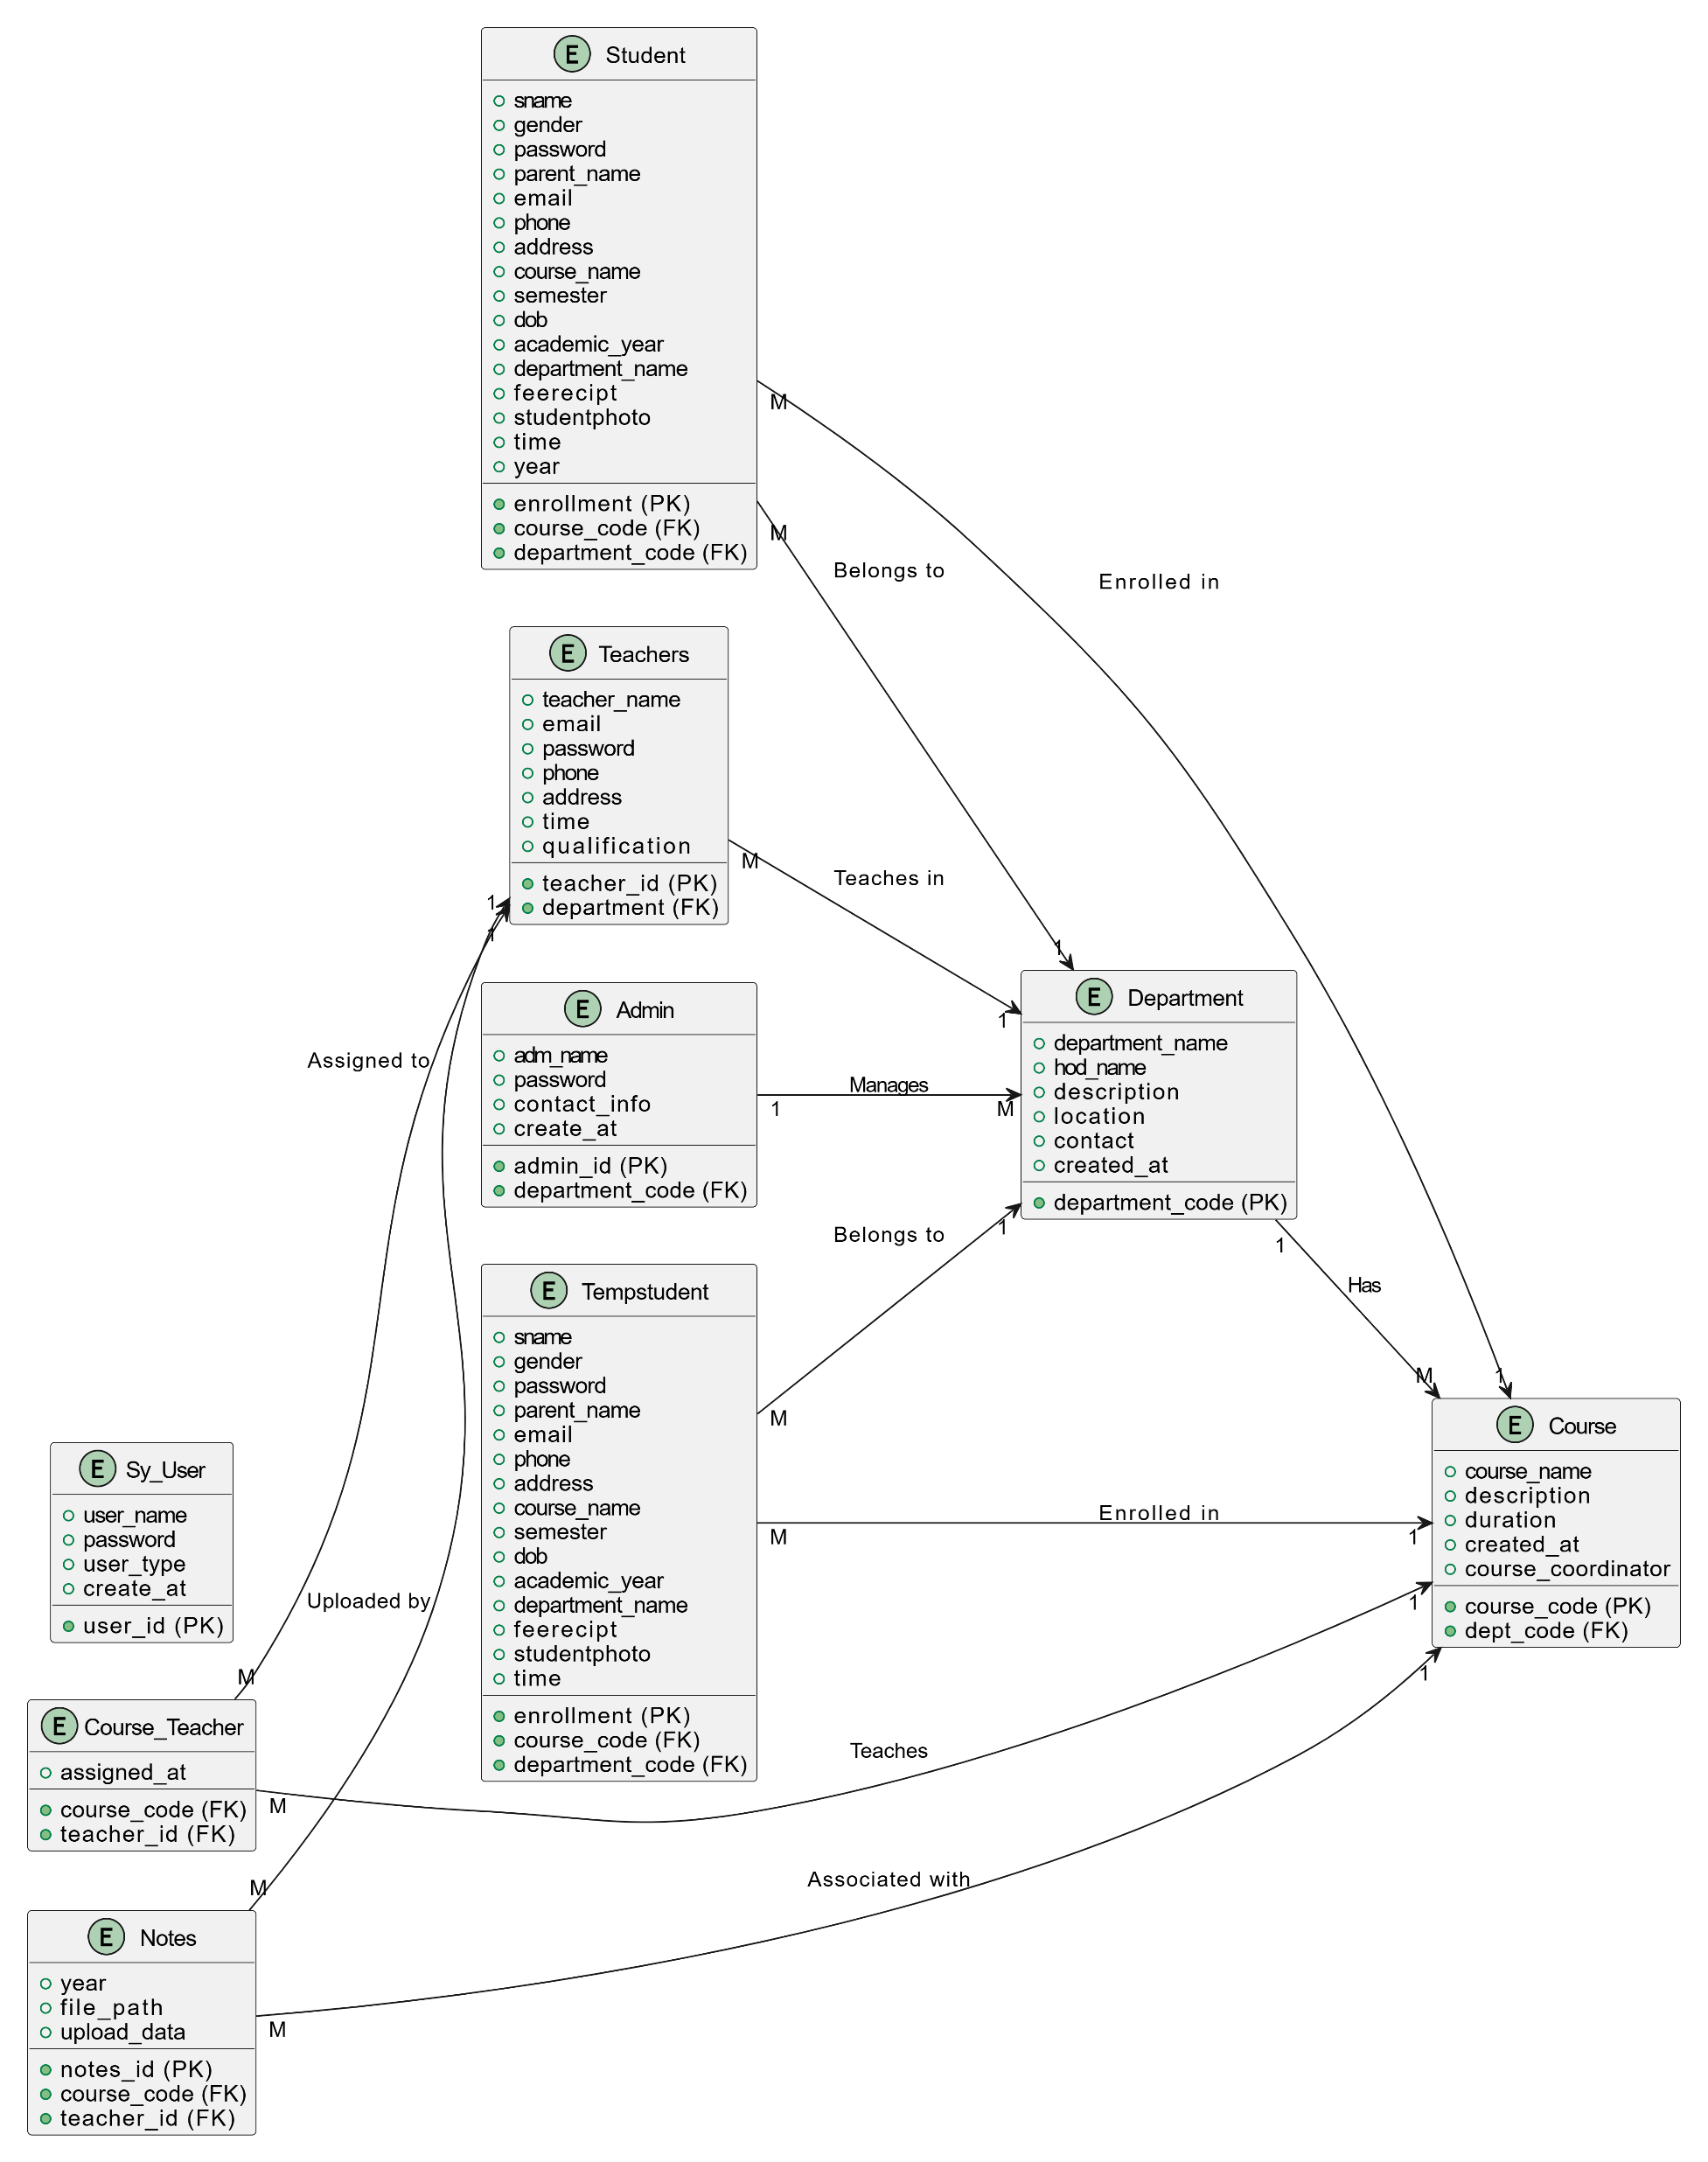 E Student
sname
gender
password
parent_name
email
phone
address
course_name
semester
dob
academic_year
department_name
feerecipt
studentphoto
time
year
enrollment (PK)
course_code (FK)
department_code (FK)
M
M
Belongs to
Enrolled in
E Teachers
teacher_name
email
password
phone
address
time
qualification
teacher_id (PK)
department (FK)
M
Teaches in
1
1
1
1
E Admin
adm_name
password
contact_info
create_at
admin_id (PK)
department_code (FK)
1
Manages
M
Assigned to
E Department
department_name
hod_name
description
location
contact
created_at
department_code (PK)
1
1
Has
M
1
Belongs to
E Tempstudent
sname
gender
password
parent_name
email
phone
address
course_name
semester
dob
academic_year
department_name
feerecipt
studentphoto
time
enrollment (PK)
course_code (FK)
department_code (FK)
M
M
Enrolled in
1
E Course
course_name
description
duration
created_at
course_coordinator
course_code (PK)
dept_code (FK)
1
1
E Sy_User
user_name
password
user_type
create_at
user_id (PK)
Uploaded by
M
E Course_Teacher
assigned_at
course_code (FK)
teacher_id (FK)
M
Teaches
M
Associated with
E Notes
year
file_path
upload_data
notes_id (PK)
course_code (FK)
teacher_id (FK)
M